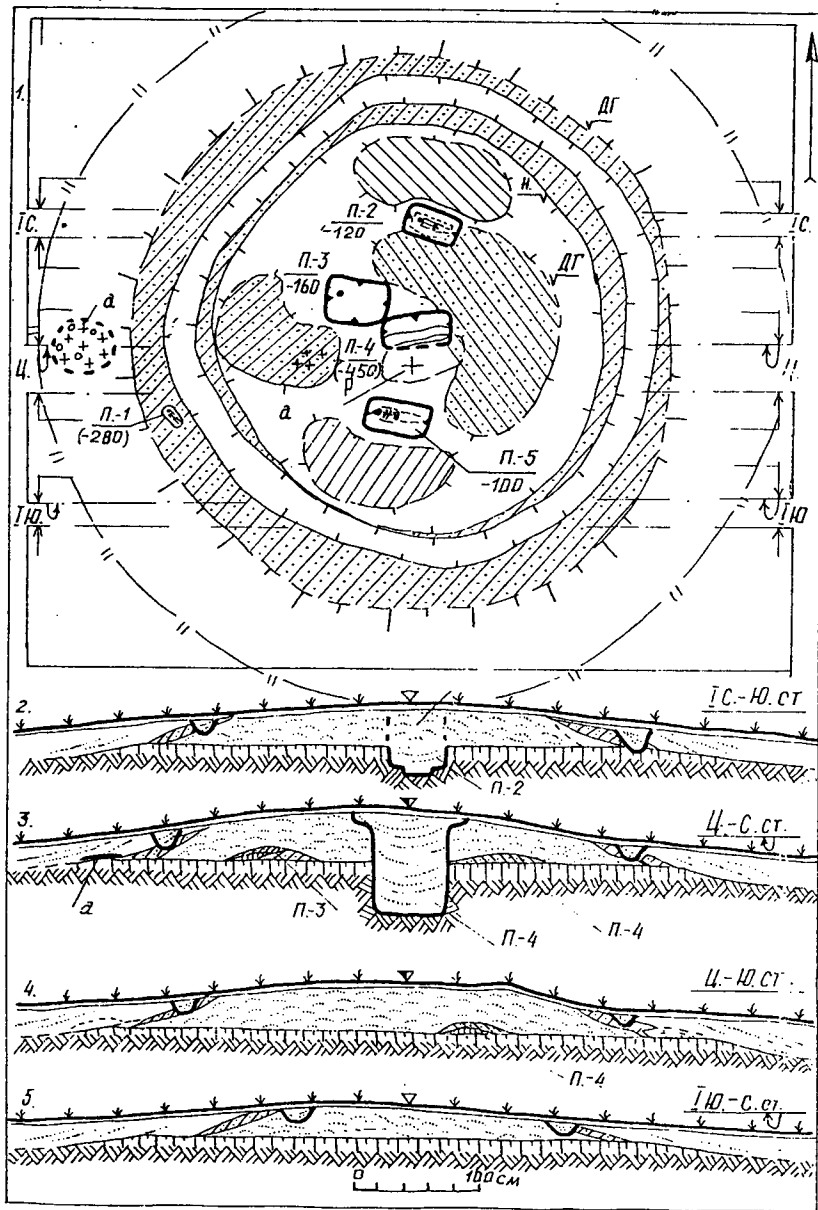 1.
ДГ
П.-2
-120
И.
IС.
IС.
П.-3
-160
ДГ
а
П.-4
(-450)
Р
Ц.
Ц.
П.-1
(-280)
а
П.-5
-100
IЮ.
IЮ
2.
IС.-Ю.СТ
П.-2
3.
Ц.-С.СТ.
а
П.-3
П.-4
П.-4
4.
Ц.-Ю.СТ
П.-4
5.
IЮ.-С.СТ.
0
100СМ